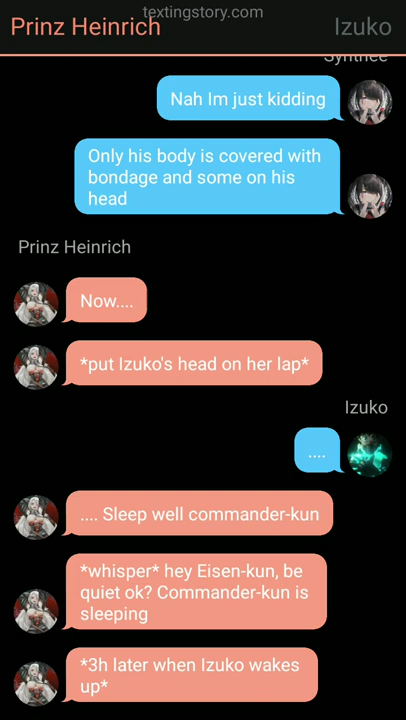 textingstory.com
Prinz Heinrich
Izuko
Synthee
Nah Im just kidding
Only his body is covered with
bondage and some on his
head
Prinz Heinrich
Now....
*put Izuko's head on her lap*
Izuko
....
.... Sleep well commander-kun
*whisper* hey Eisen-kun, be
quiet ok? Commander-kun is
sleeping
*3h later when Izuko wakes
up*